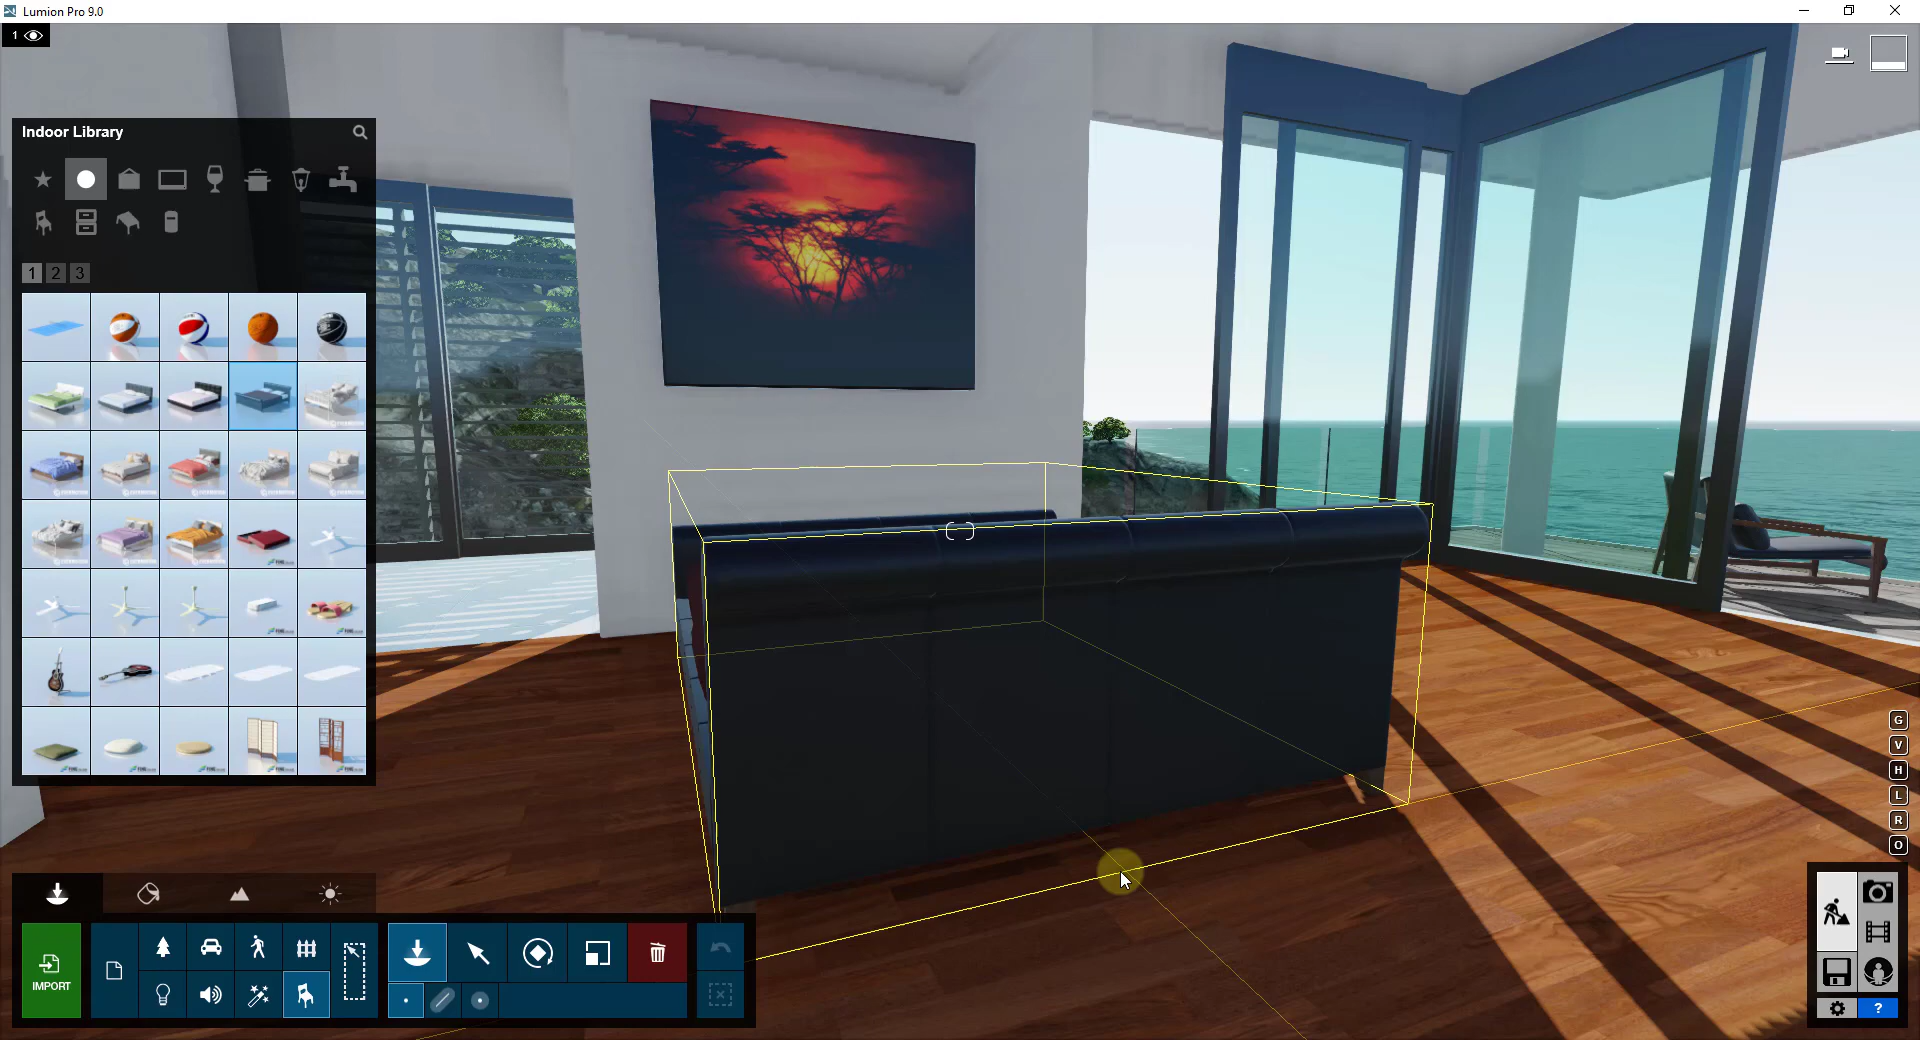 Lumion Pro 9.0
1
Indoor Library
1 2 3
G
V
H
L
R
O
IMPORT
?